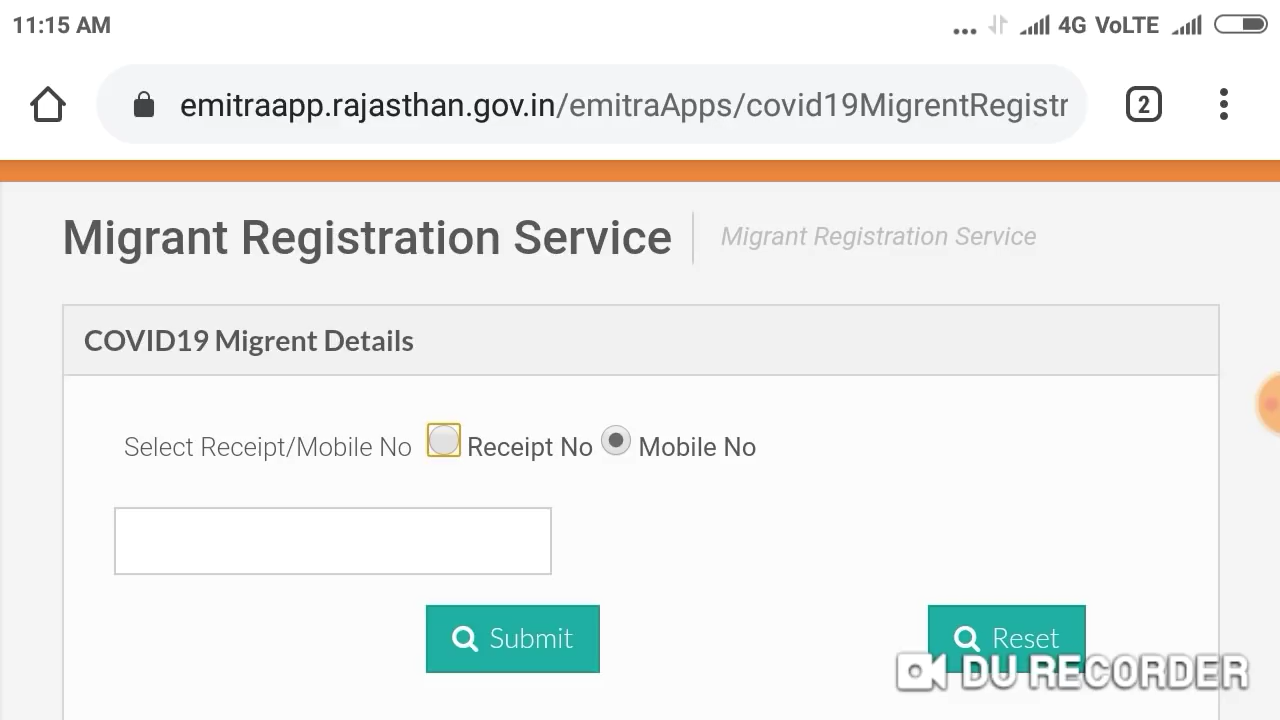 11:15 AM
... 4G VoLTE
emitraapp.rajasthan.gov.in/emitraApps/covid19MigrentRegistr
2
Migrant Registration Service
Migrant Registration Service
COVID19 Migrent Details
Select Receipt/Mobile No Receipt No Mobile No
Submit Reset
DU RECORDER